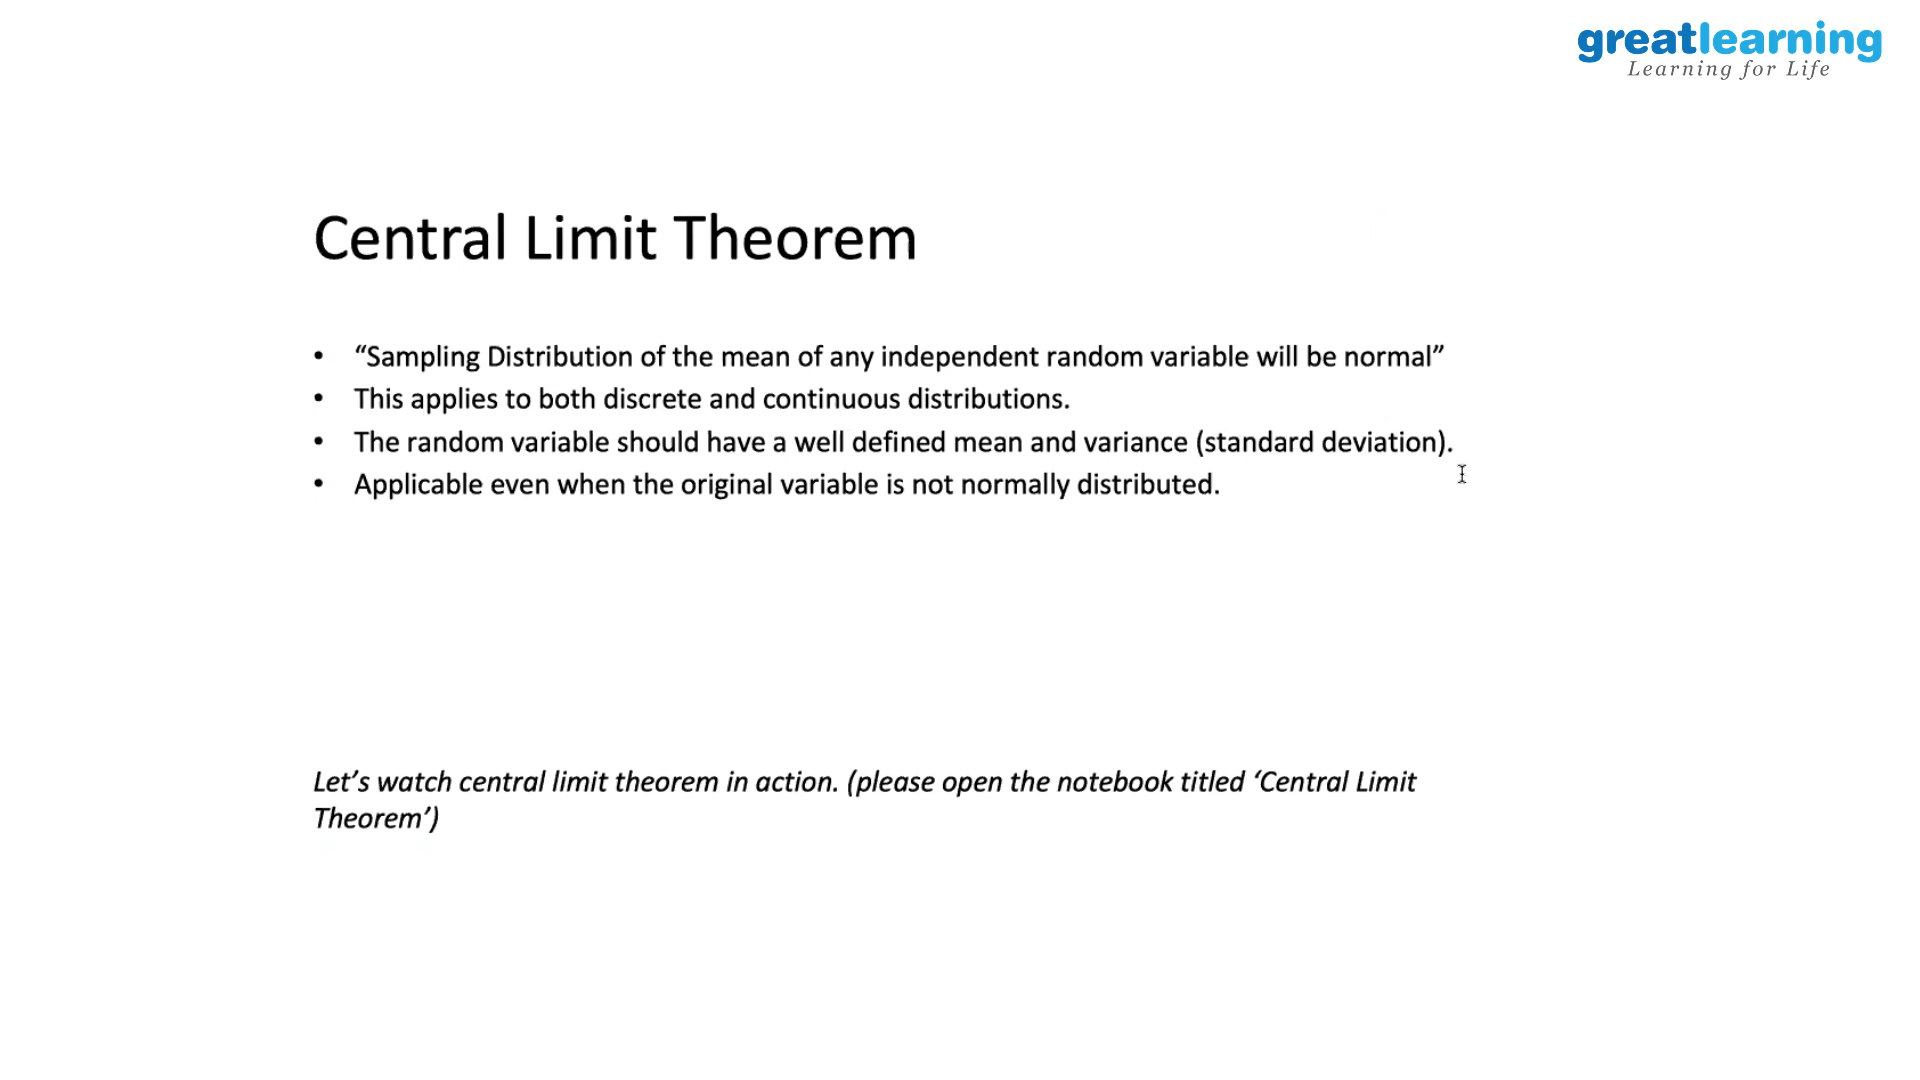 greatlearning
Learning for Life
Central Limit Theorem
• “Sampling Distribution of the mean of any independent random variable will be normal”
• This applies to both discrete and continuous distributions.
• The random variable should have a well defined mean and variance (standard deviation).
• Applicable even when the original variable is not normally distributed.
Let’s watch central limit theorem in action. (please open the notebook titled ‘Central Limit
Theorem’)